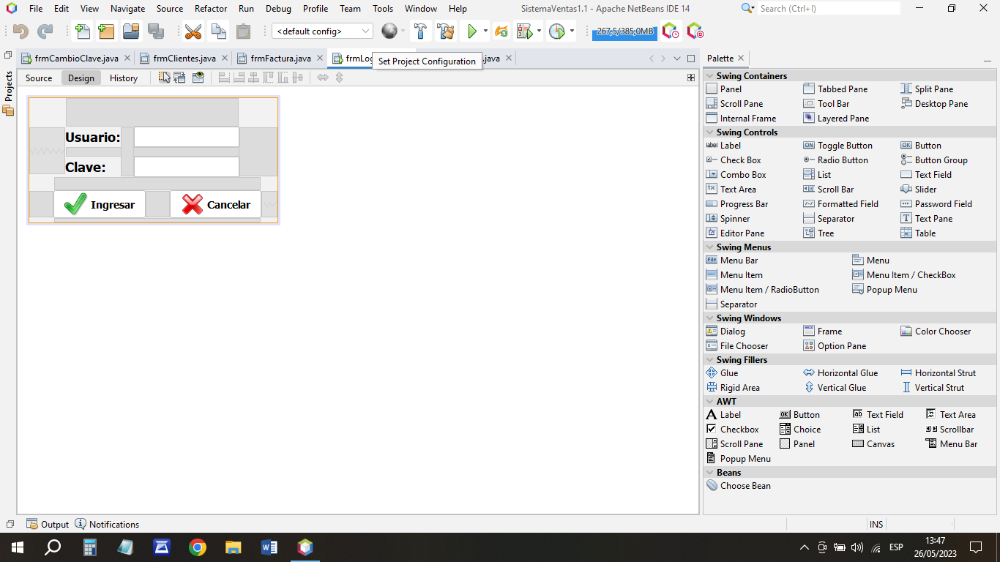 File Edit View Navigate Source Refactor Run Debug Profile Team Tools Window Help
SistemaVentas1.1 - Apache NetBeans IDE 14
Search (Ctrl+I)
<default config>
267,5/385,0MB
frmCambioClave.java
frmClientes.java
frmFactura.java
frmLog
.java
Set Project Configuration
Projects
Source Design History
Usuario:
Clave:
Ingresar
Cancelar
Palette
Swing Containers
Panel Tabbed Pane Split Pane
Scroll Pane Tool Bar Desktop Pane
Internal Frame Layered Pane
Swing Controls
label Label ON Toggle Button OK Button
Check Box Radio Button Button Group
Combo Box List Text Field
Text Area Scroll Bar Slider
Progress Bar Formatted Field Password Field
Spinner Separator Text Pane
Editor Pane Tree Table
Swing Menus
File Menu Bar Menu
Menu Item Menu Item / CheckBox
Menu Item / RadioButton Popup Menu
Separator
Swing Windows
Dialog Frame Color Chooser
File Chooser Option Pane
Swing Fillers
Glue Horizontal Glue Horizontal Strut
Rigid Area Vertical Glue Vertical Strut
AWT
A Label OK Button Text Field Text Area
Checkbox Choice List Scrollbar
Scroll Pane Panel Canvas Menu Bar
Popup Menu
Beans
Choose Bean
Output Notifications
INS
ESP
13:47
26/05/2023